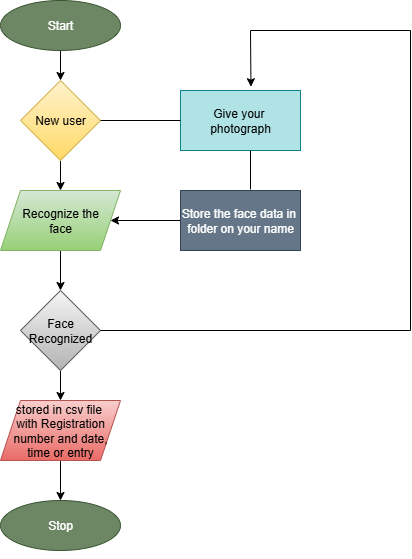 Start
New user
Give your
photograph
Recognize the
face
Store the face data in
folder on your name
Face
Recognized
stored in csv file
with Registration
number and date,
time or entry
Stop